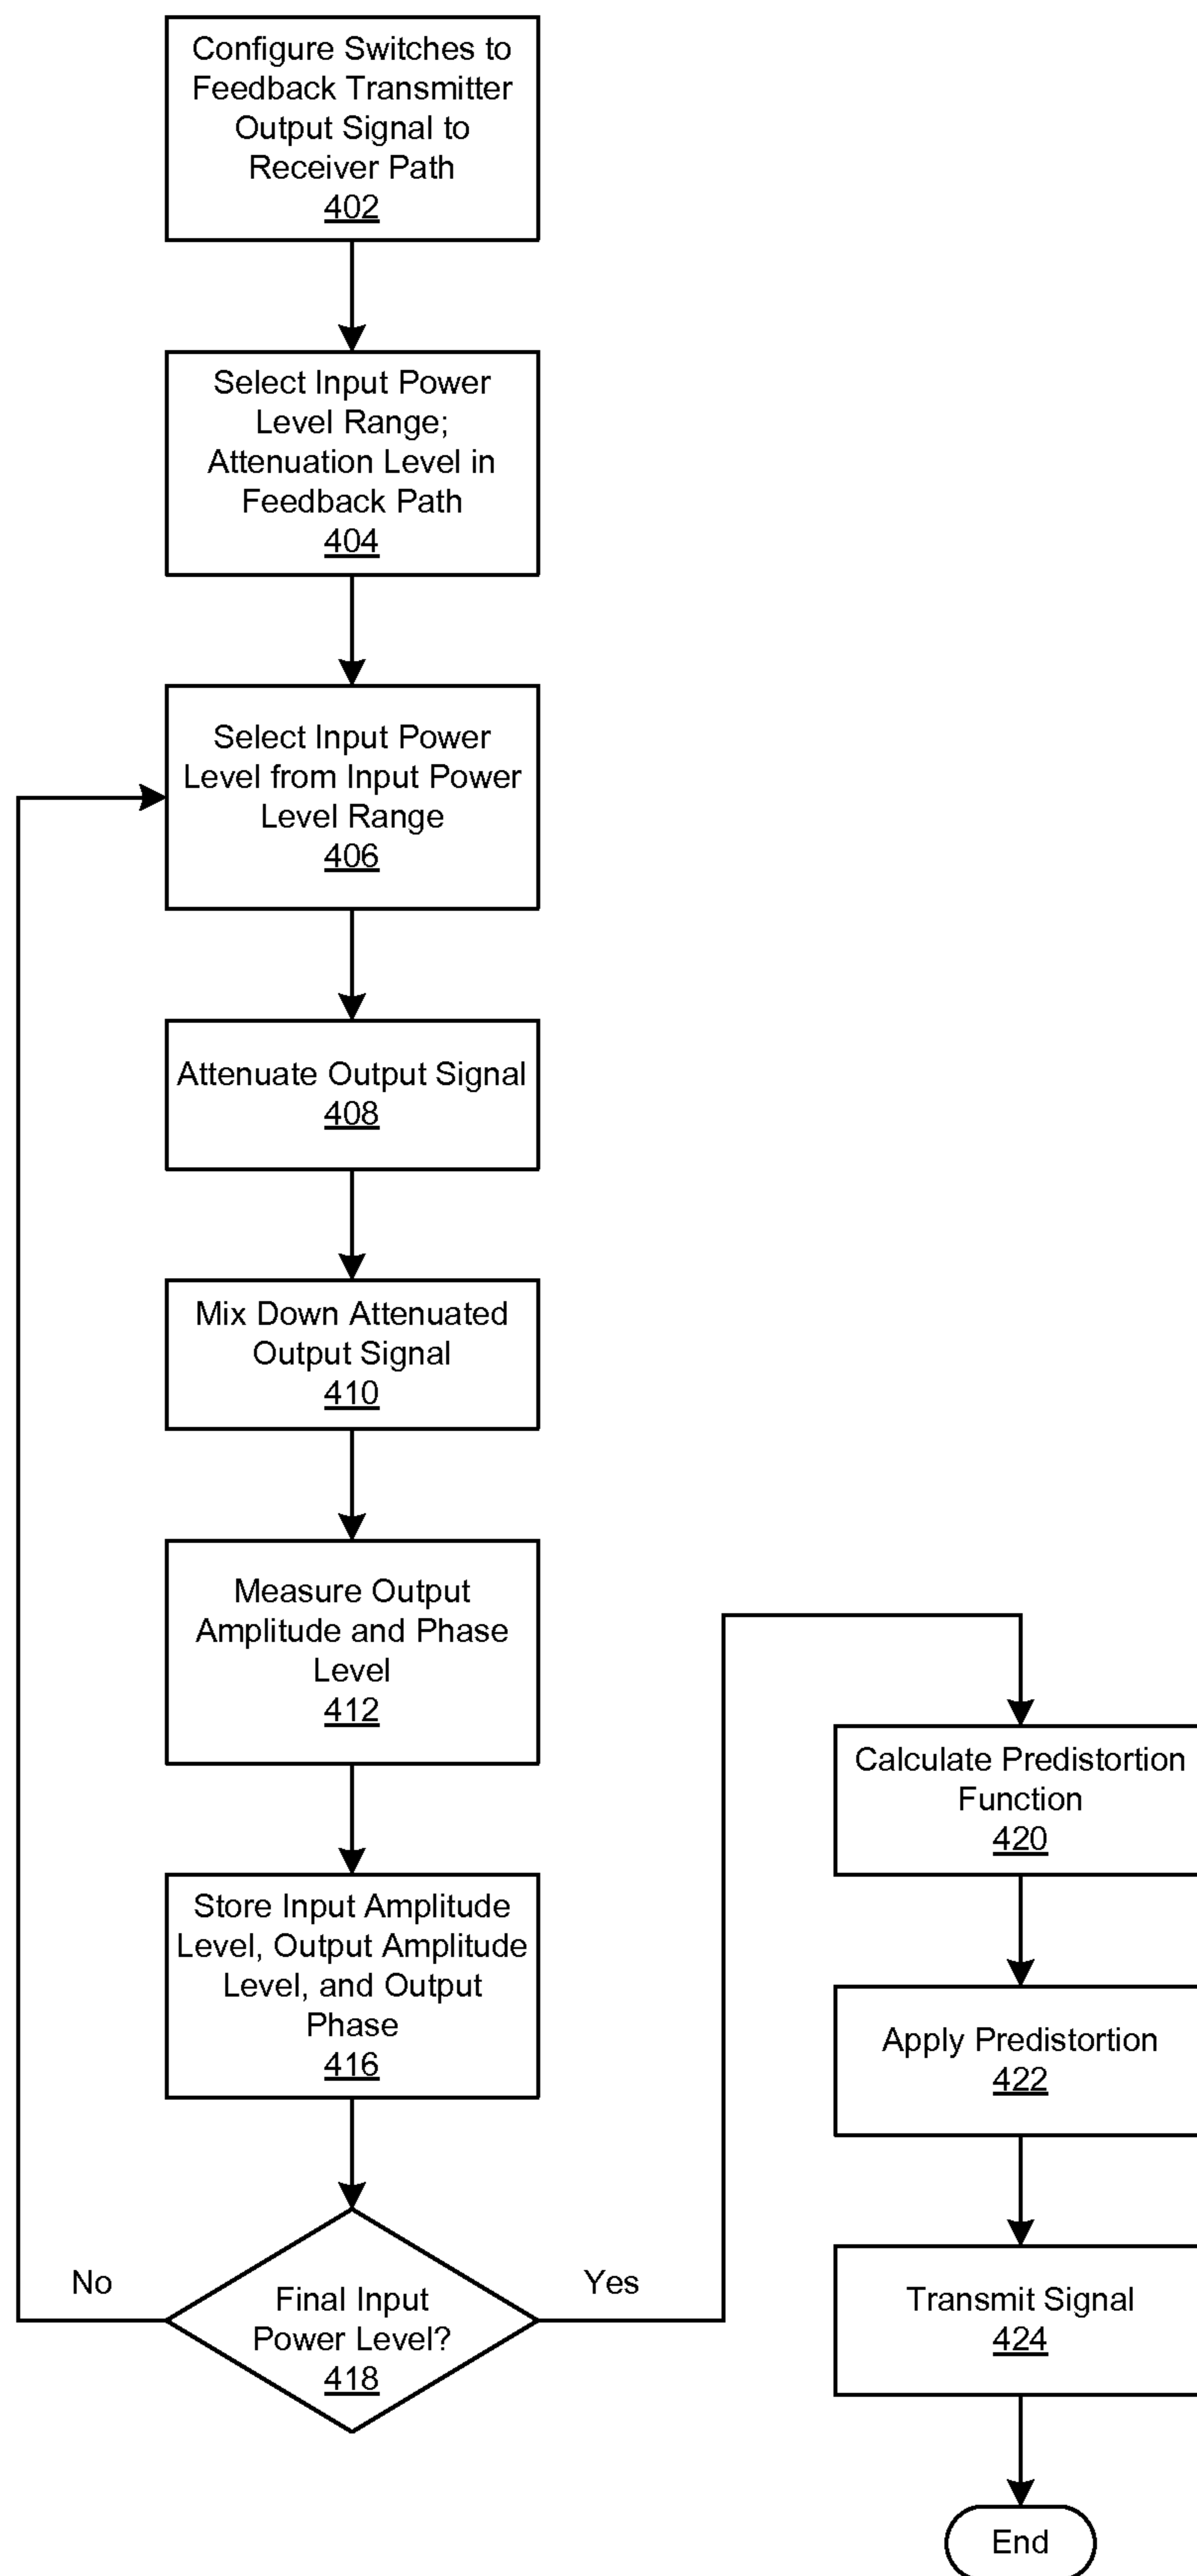 Configure Switches to
Feedback Transmitter
Output Signal to
Receiver Path
402
Select Input Power
Level Range;
Attenuation Level in
Feedback Path
404
Select Input Power
Level from Input Power
Level Range
406
Attenuate Output Signal
408
Mix Down Attenuated
Output Signal
410
Measure Output
Amplitude and Phase
Level
412
Store Input Amplitude
Level, Output Amplitude
Level, and Output
Phase
416
No
Final Input
Power Level?
418
Yes
Calculate Predistortion
Function
420
Apply Predistortion
422
Transmit Signal
424
End